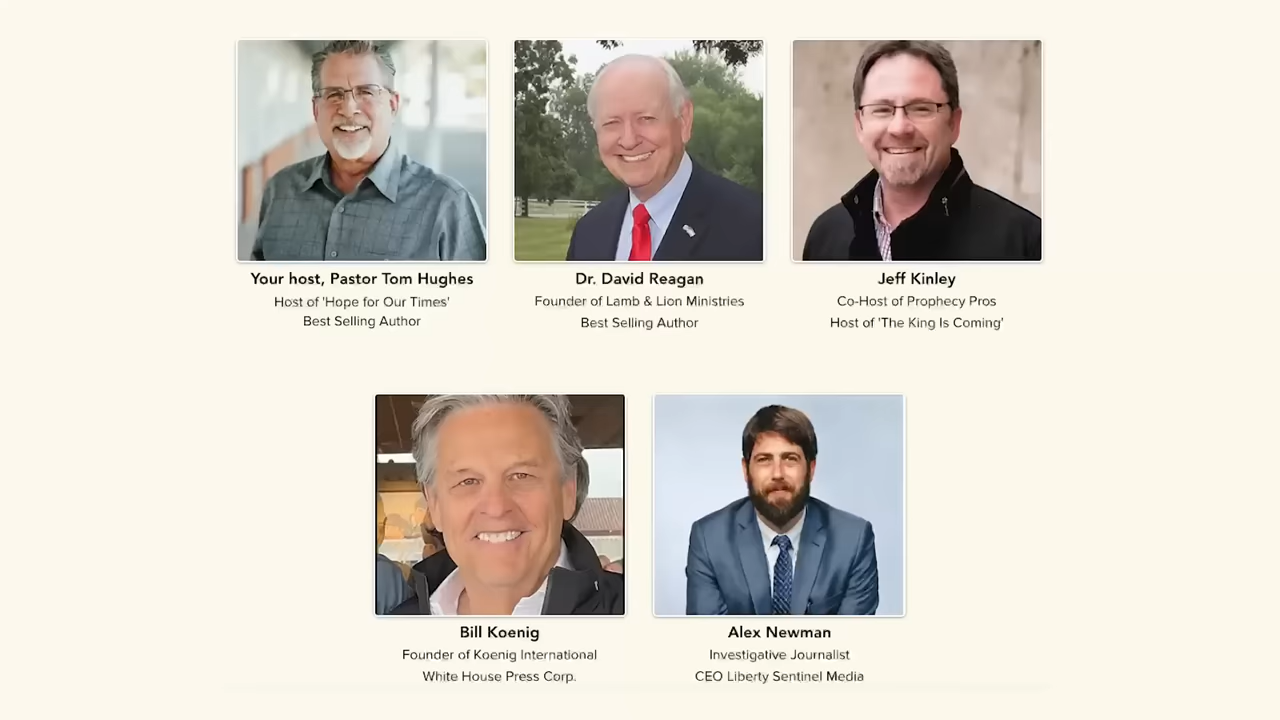 Your host, Pastor Tom Hughes
Host of 'Hope for Our Times'
Best Selling Author
Dr. David Reagan
Founder of Lamb & Lion Ministries
Best Selling Author
Jeff Kinley
Co-Host of Prophecy Pros
Host of 'The King Is Coming'
Bill Koenig
Founder of Koenig International
White House Press Corp.
Alex Newman
Investigative Journalist
CEO Liberty Sentinel Media